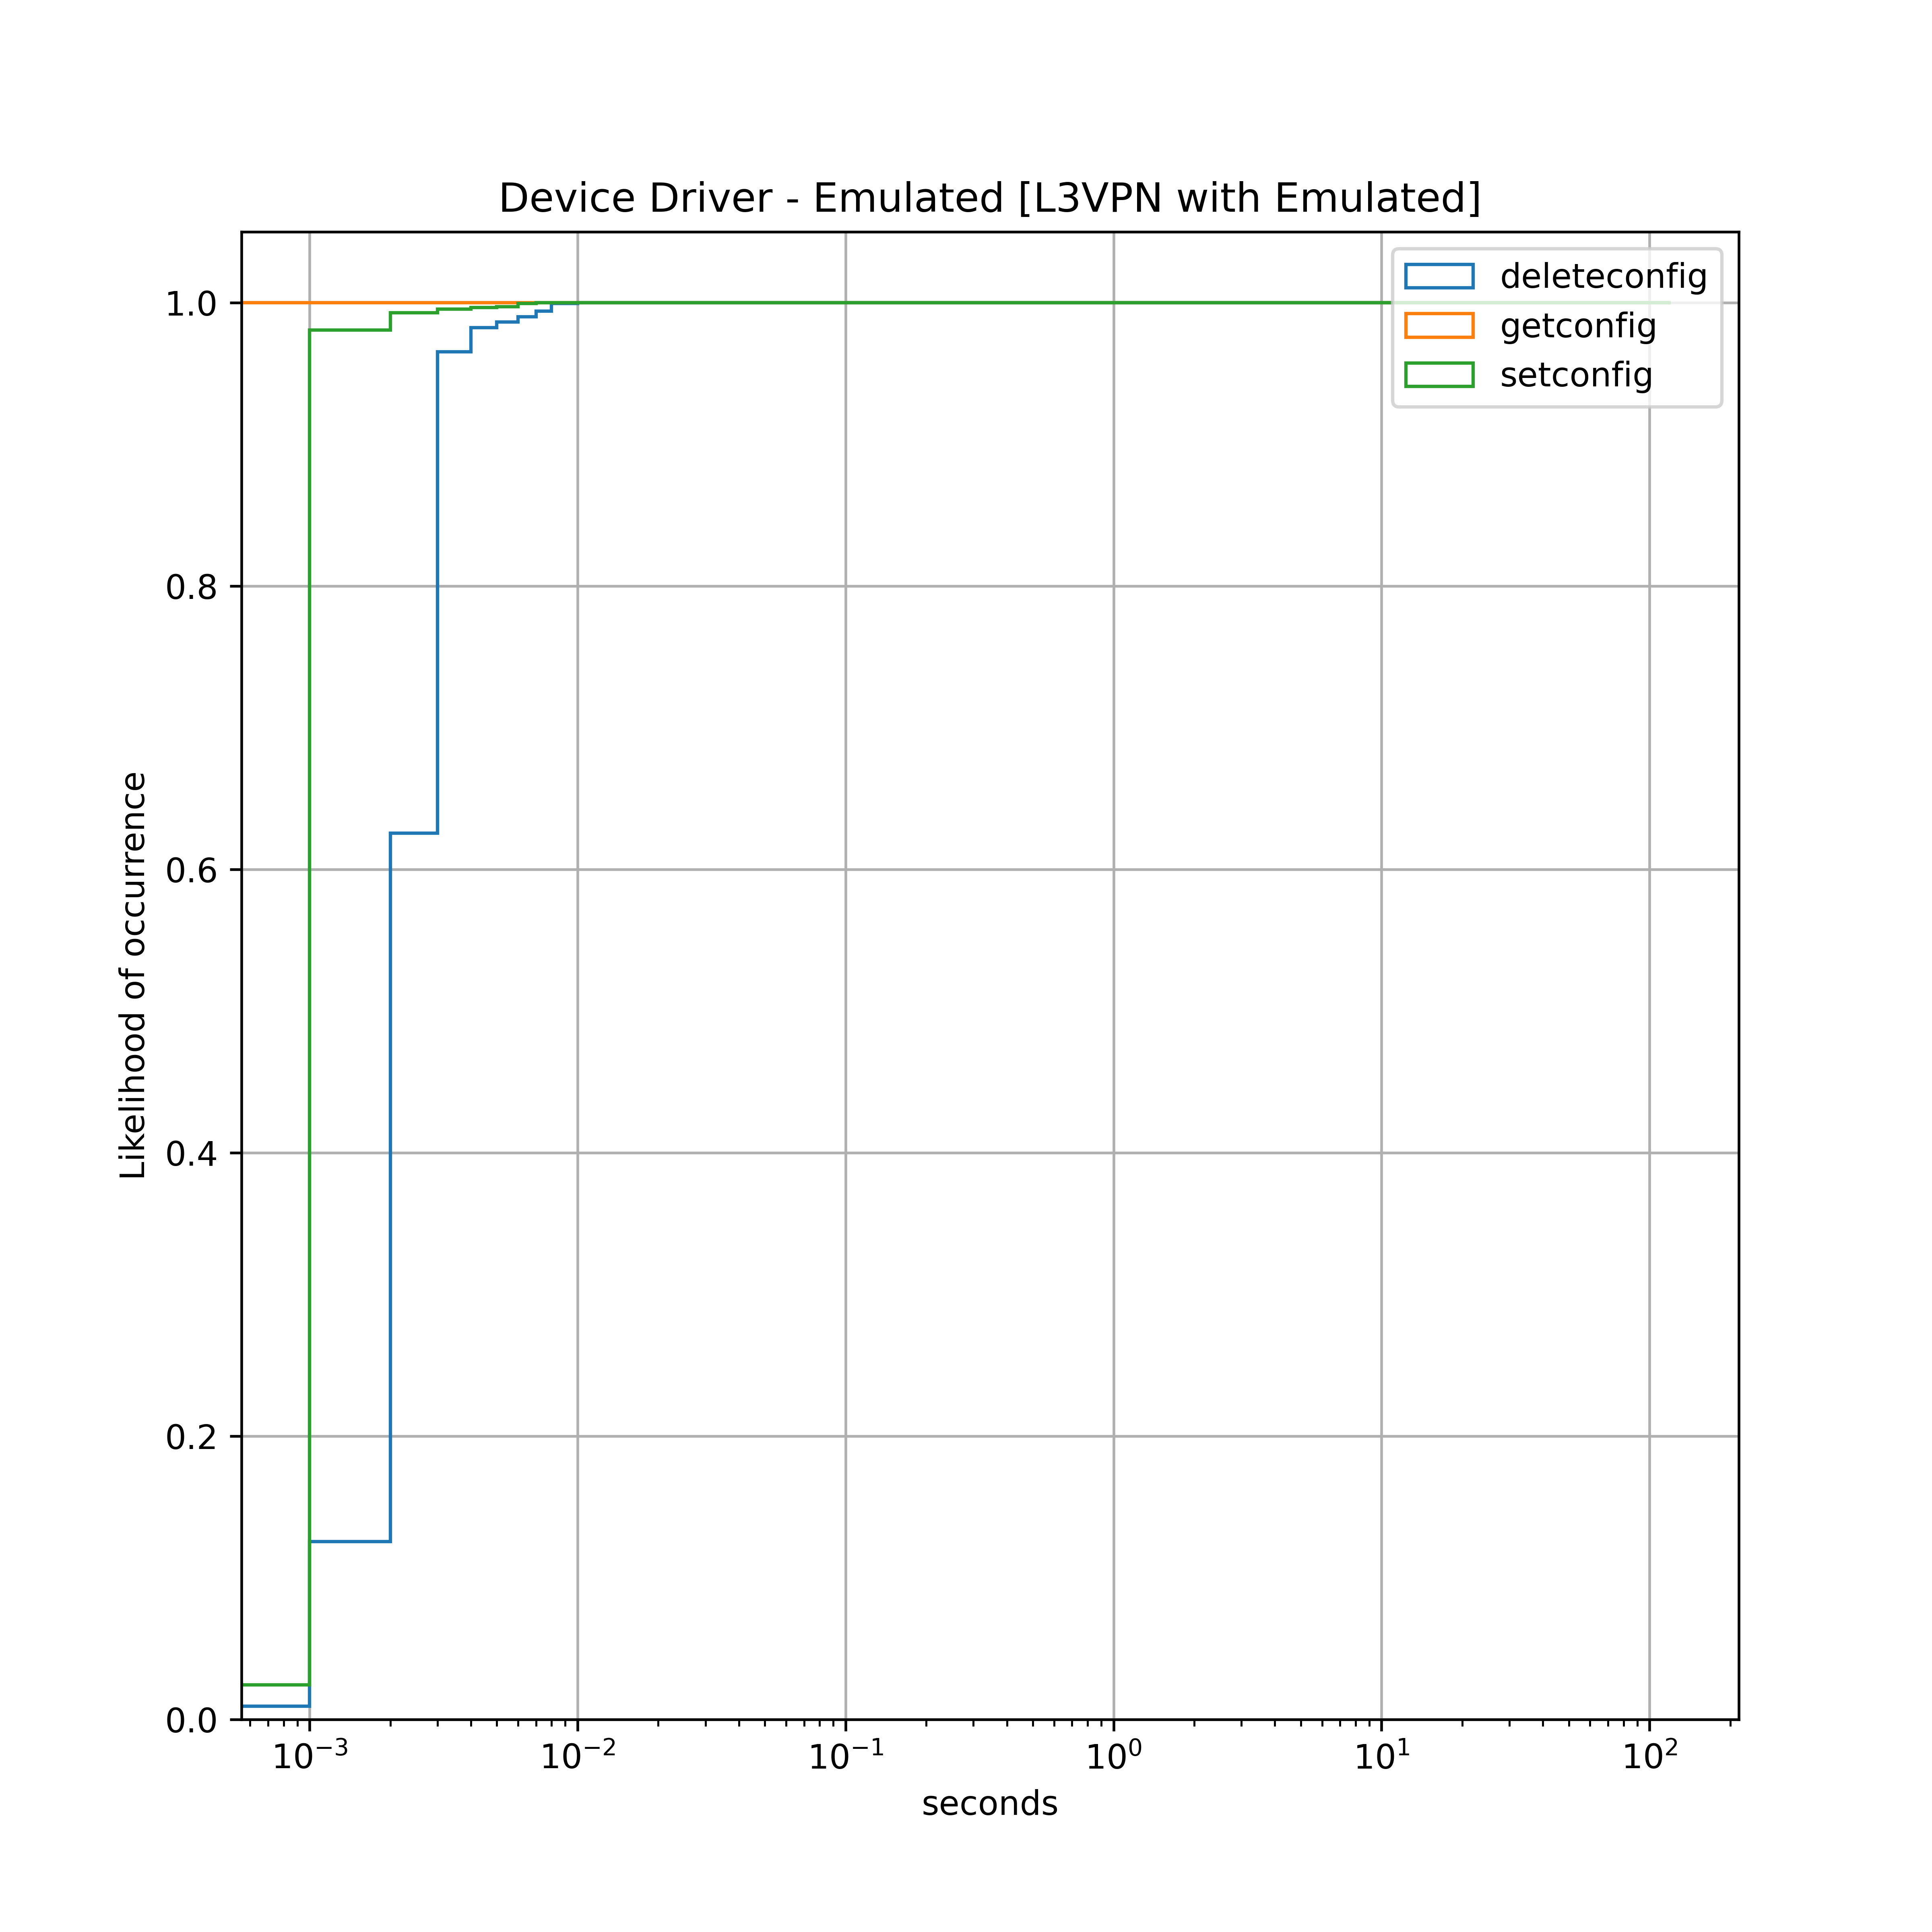 Device Driver - Emulated [L3VPN with Emulated]
deleteconfig
getconfig
setconfig
1.0
0.8
0.6
0.4
0.2
0.0
Likelihood of occurrence
10⁻³ 10⁻² 10⁻¹ 10⁰ 10¹ 10²
seconds